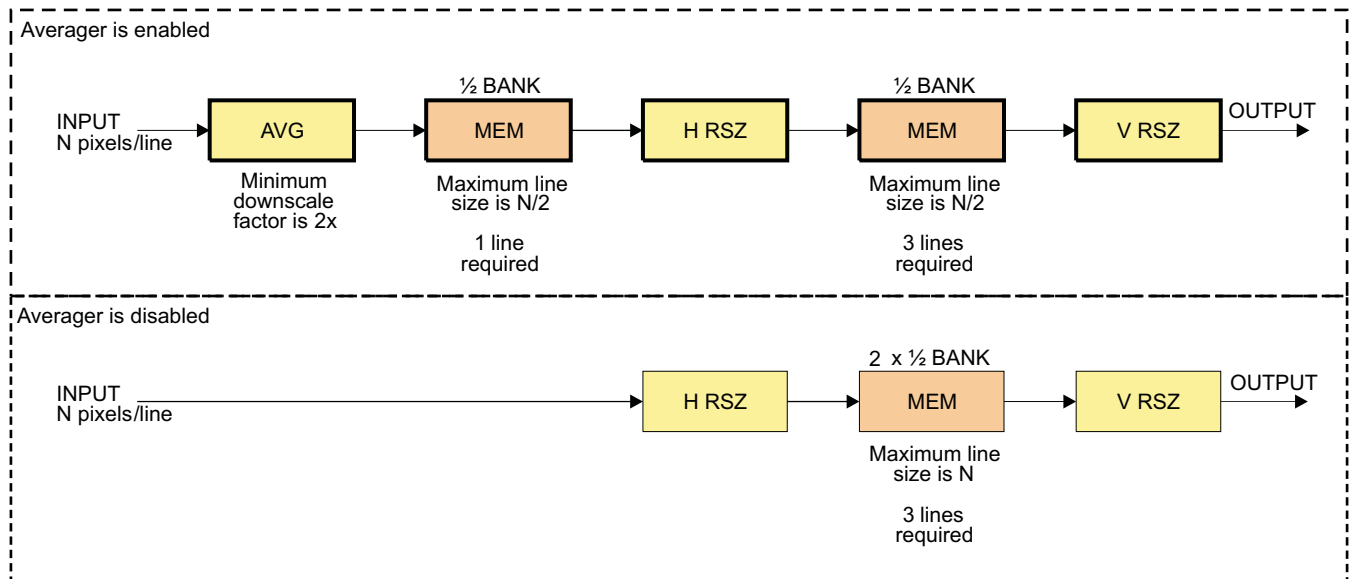 Averager is enabled
½ BANK
½ BANK
INPUT
N pixels/line
AVG
MEM
H RSZ
MEM
V RSZ
OUTPUT
Minimum
downscale
factor is 2x
Maximum line
size is N/2
1 line
required
Maximum line
size is N/2
3 lines
required
Averager is disabled
2 x ½ BANK
INPUT
N pixels/line
H RSZ
MEM
V RSZ
OUTPUT
Maximum line
size is N
3 lines
required